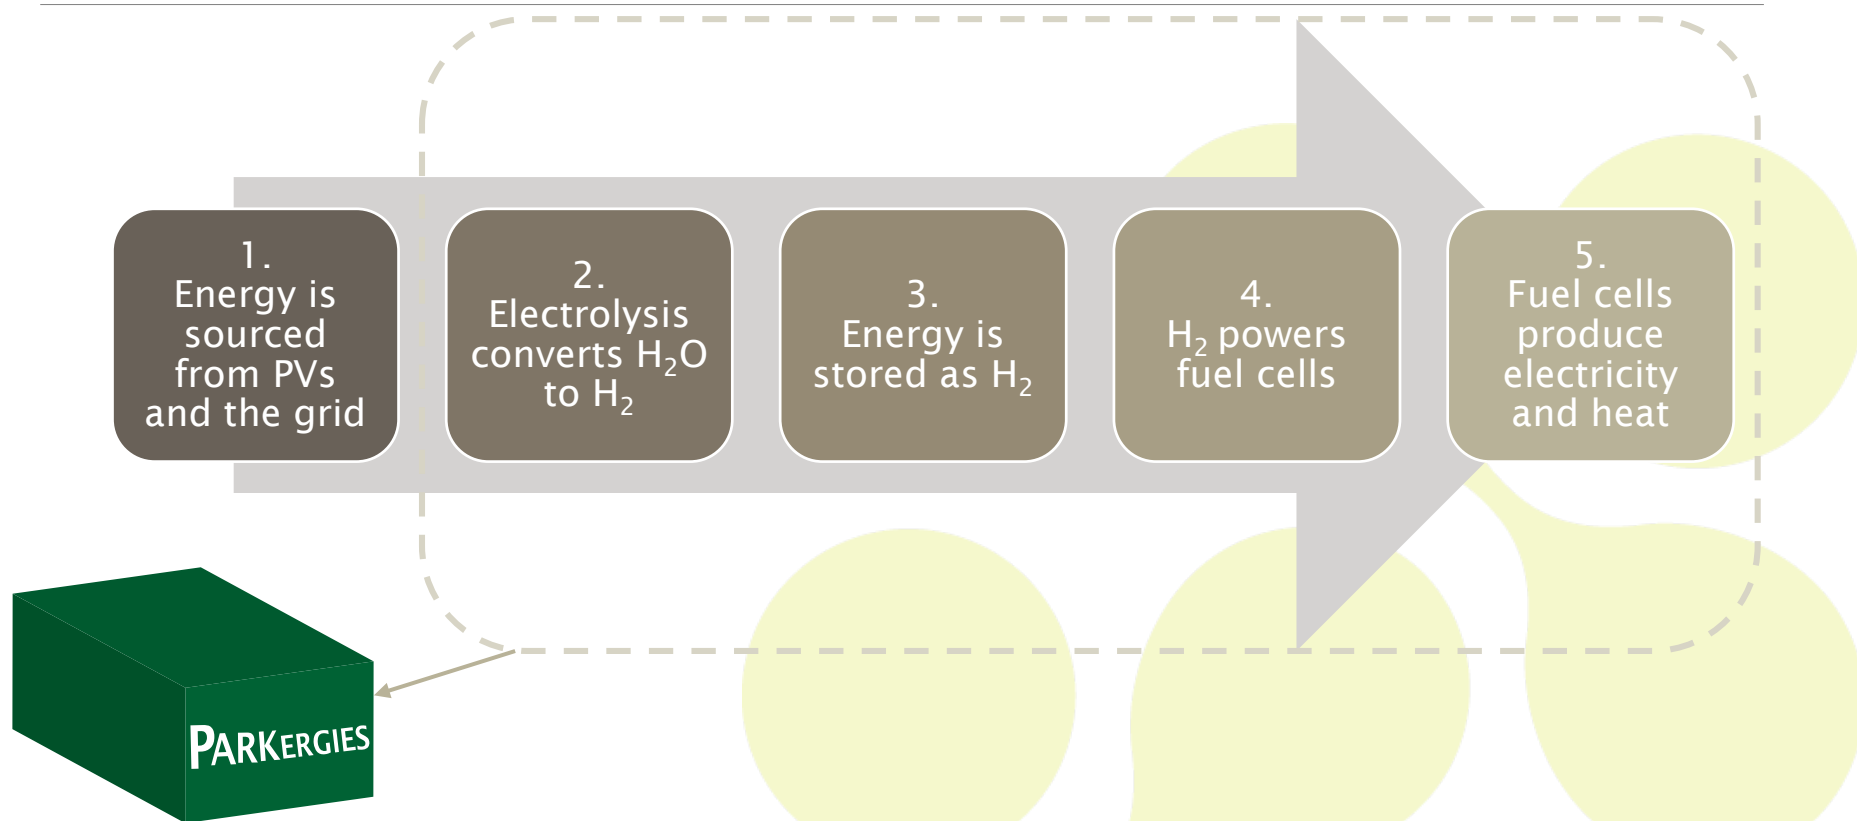 1.
Energy is
sourced
from PVs
and the grid
2.
Electrolysis
converts H₂O
to H₂
3.
Energy is
stored as H₂
4.
H₂ powers
fuel cells
5.
Fuel cells
produce
electricity
and heat
PARKERGIES